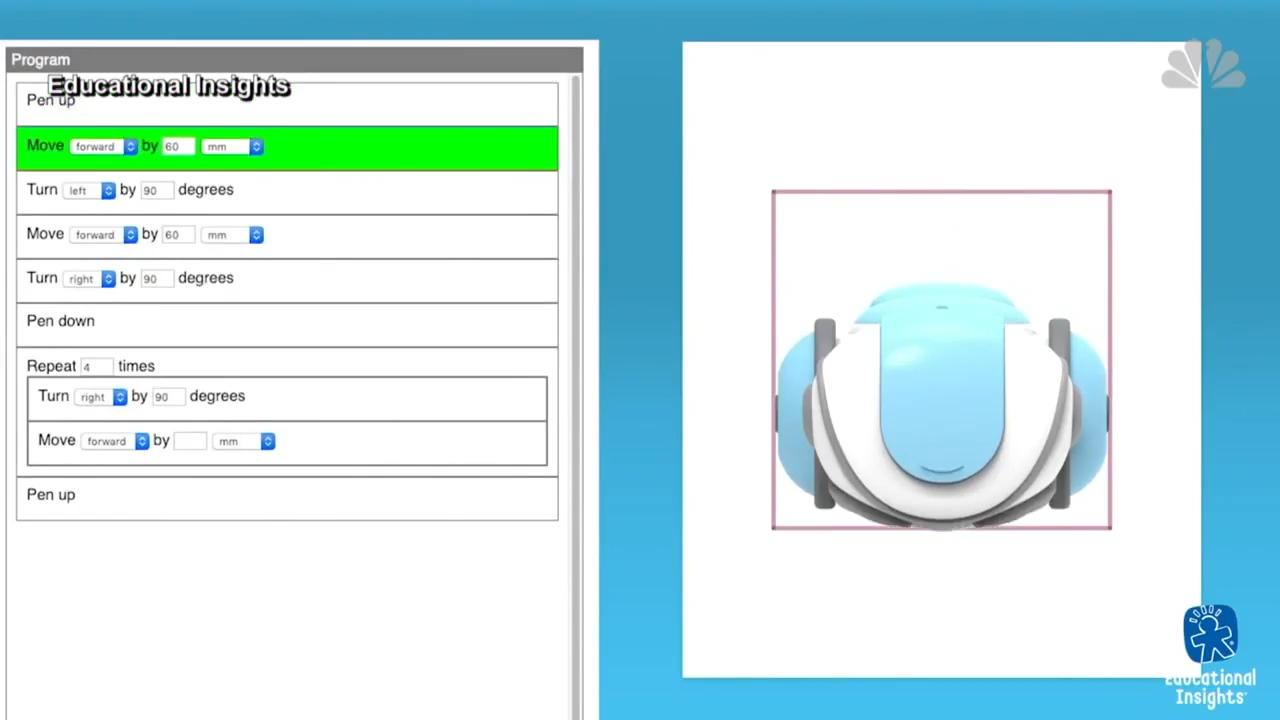 Program
Educational Insights
Pen up
Move forward by 60 mm
Turn left by 90 degrees
Move forward by 60 mm
Turn right by 90 degrees
Pen down
Repeat 4 times
Turn right by 90 degrees
Move forward by mm
Pen up
Educational
Insights